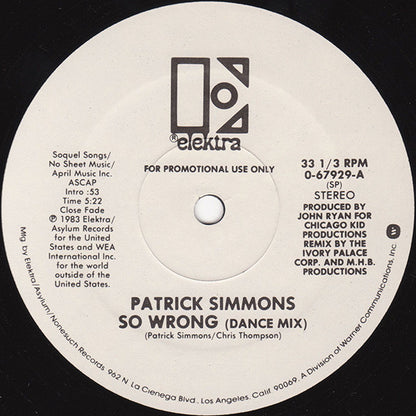 elektra
FOR PROMOTIONAL USE ONLY
Soquel Songs/
No Sheet Music/
April Music Inc.
ASCAP
Intro :53
Time 5:22
Close Fade
℗ 1983 Elektra/
Asylum Records for
the United States
and WEA
International Inc.
for the world
outside of the
United States
33 1/3 RPM
0-67929-A
(SP)
STEREO
PRODUCED BY
JOHN RYAN FOR
CHICAGO KID
PRODUCTIONS
REMIX BY THE
IVORY PALACE
CORP. AND M.H.B.
PRODUCTIONS
PATRICK SIMMONS
SO WRONG (DANCE MIX)
(Patrick Simmons/Chris Thompson)
Mfg by Elektra/Asylum/Nonesuch Records 962 N La Cienega Blvd., Los Angeles, Calif. 90069. A Division of Warner Communications, Inc. w